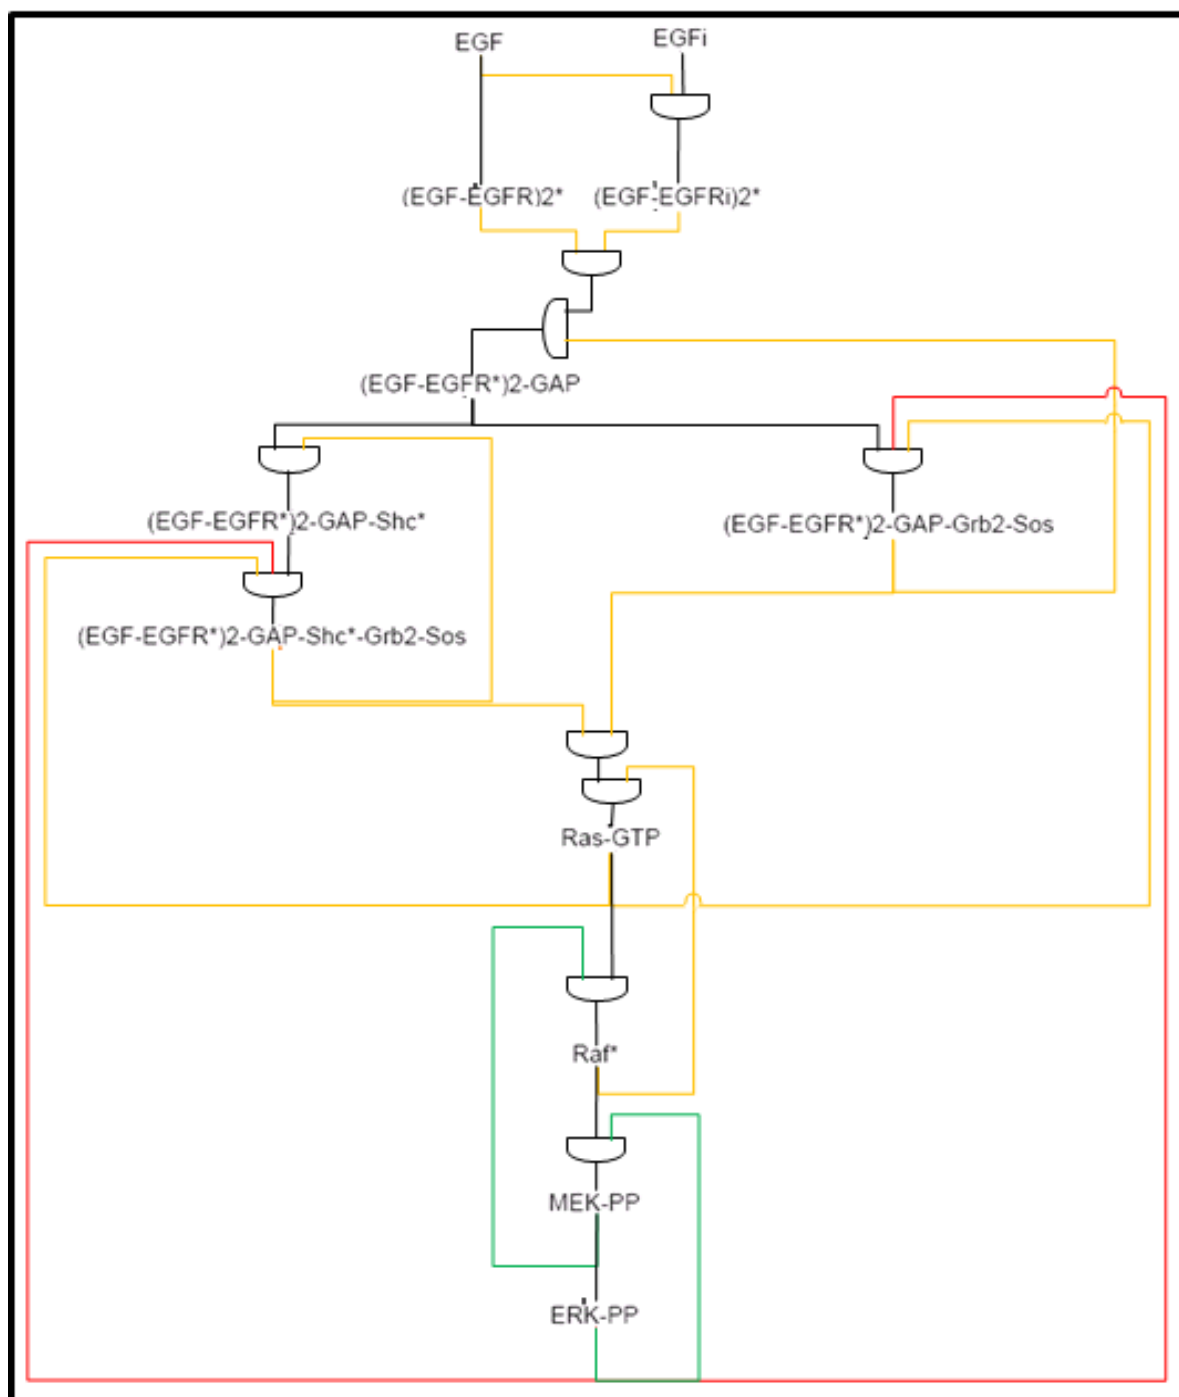 EGF
EGFi
(EGF-EGFR)2*
(EGF-EGFRi)2*
(EGF-EGFR*)2-GAP
(EGF-EGFR*)2-GAP-Shc*
(EGF-EGFR*)2-GAP-Grb2-Sos
(EGF-EGFR*)2-GAP-Shc*-Grb2-Sos
Ras-GTP
Raf*
MEK-PP
ERK-PP